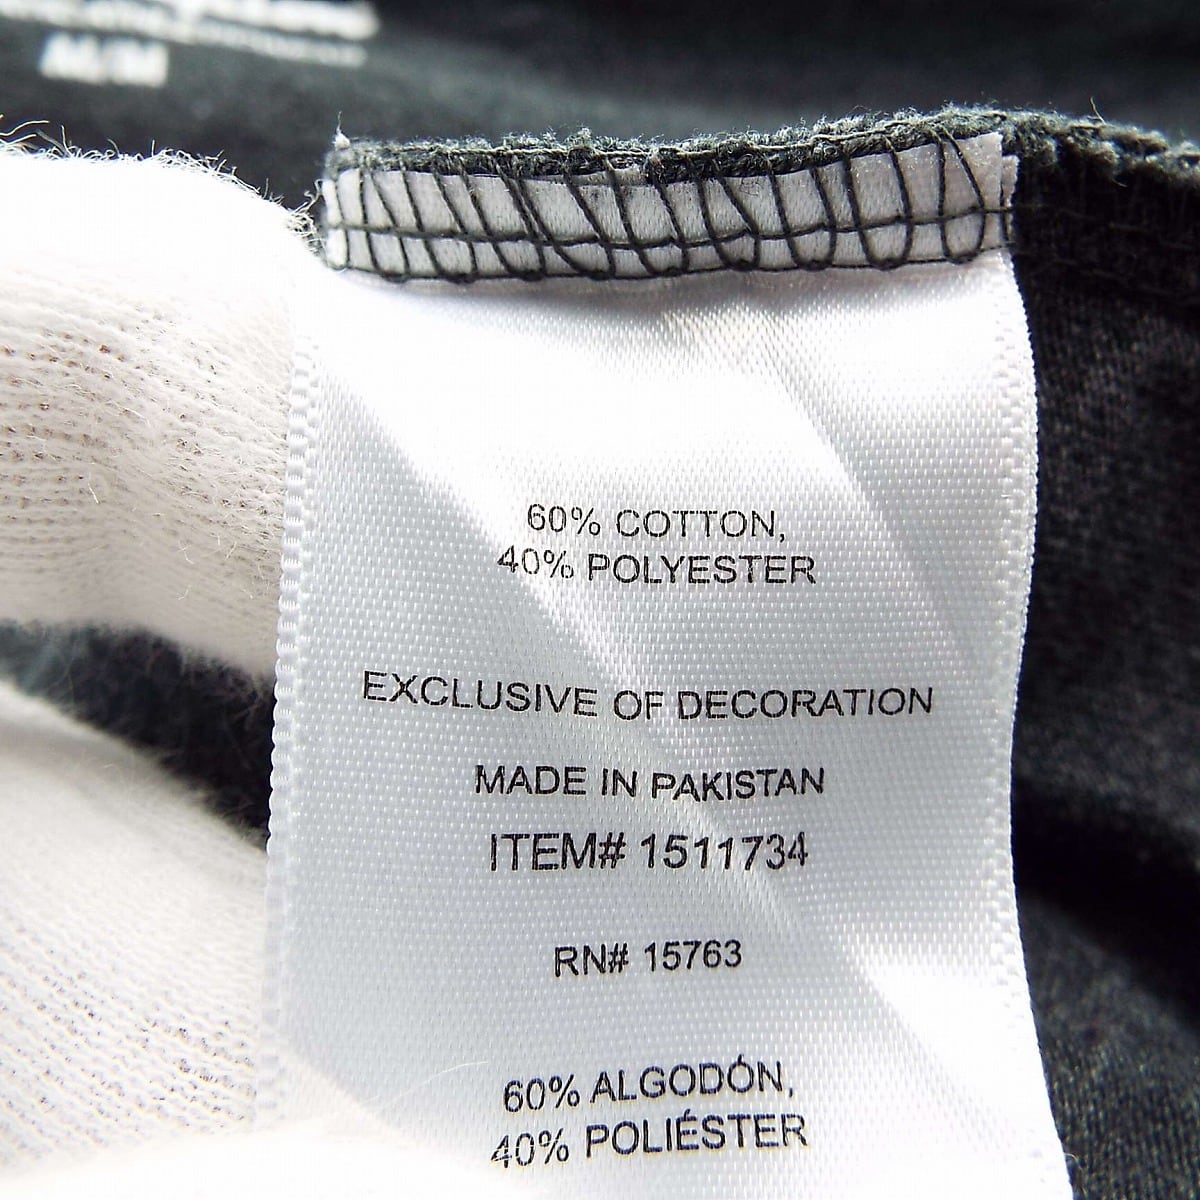 60% COTTON,
40% POLYESTER
EXCLUSIVE OF DECORATION
MADE IN PAKISTAN
ITEM# 1511734
RN# 15763
60% ALGODÓN,
40% POLIÉSTER